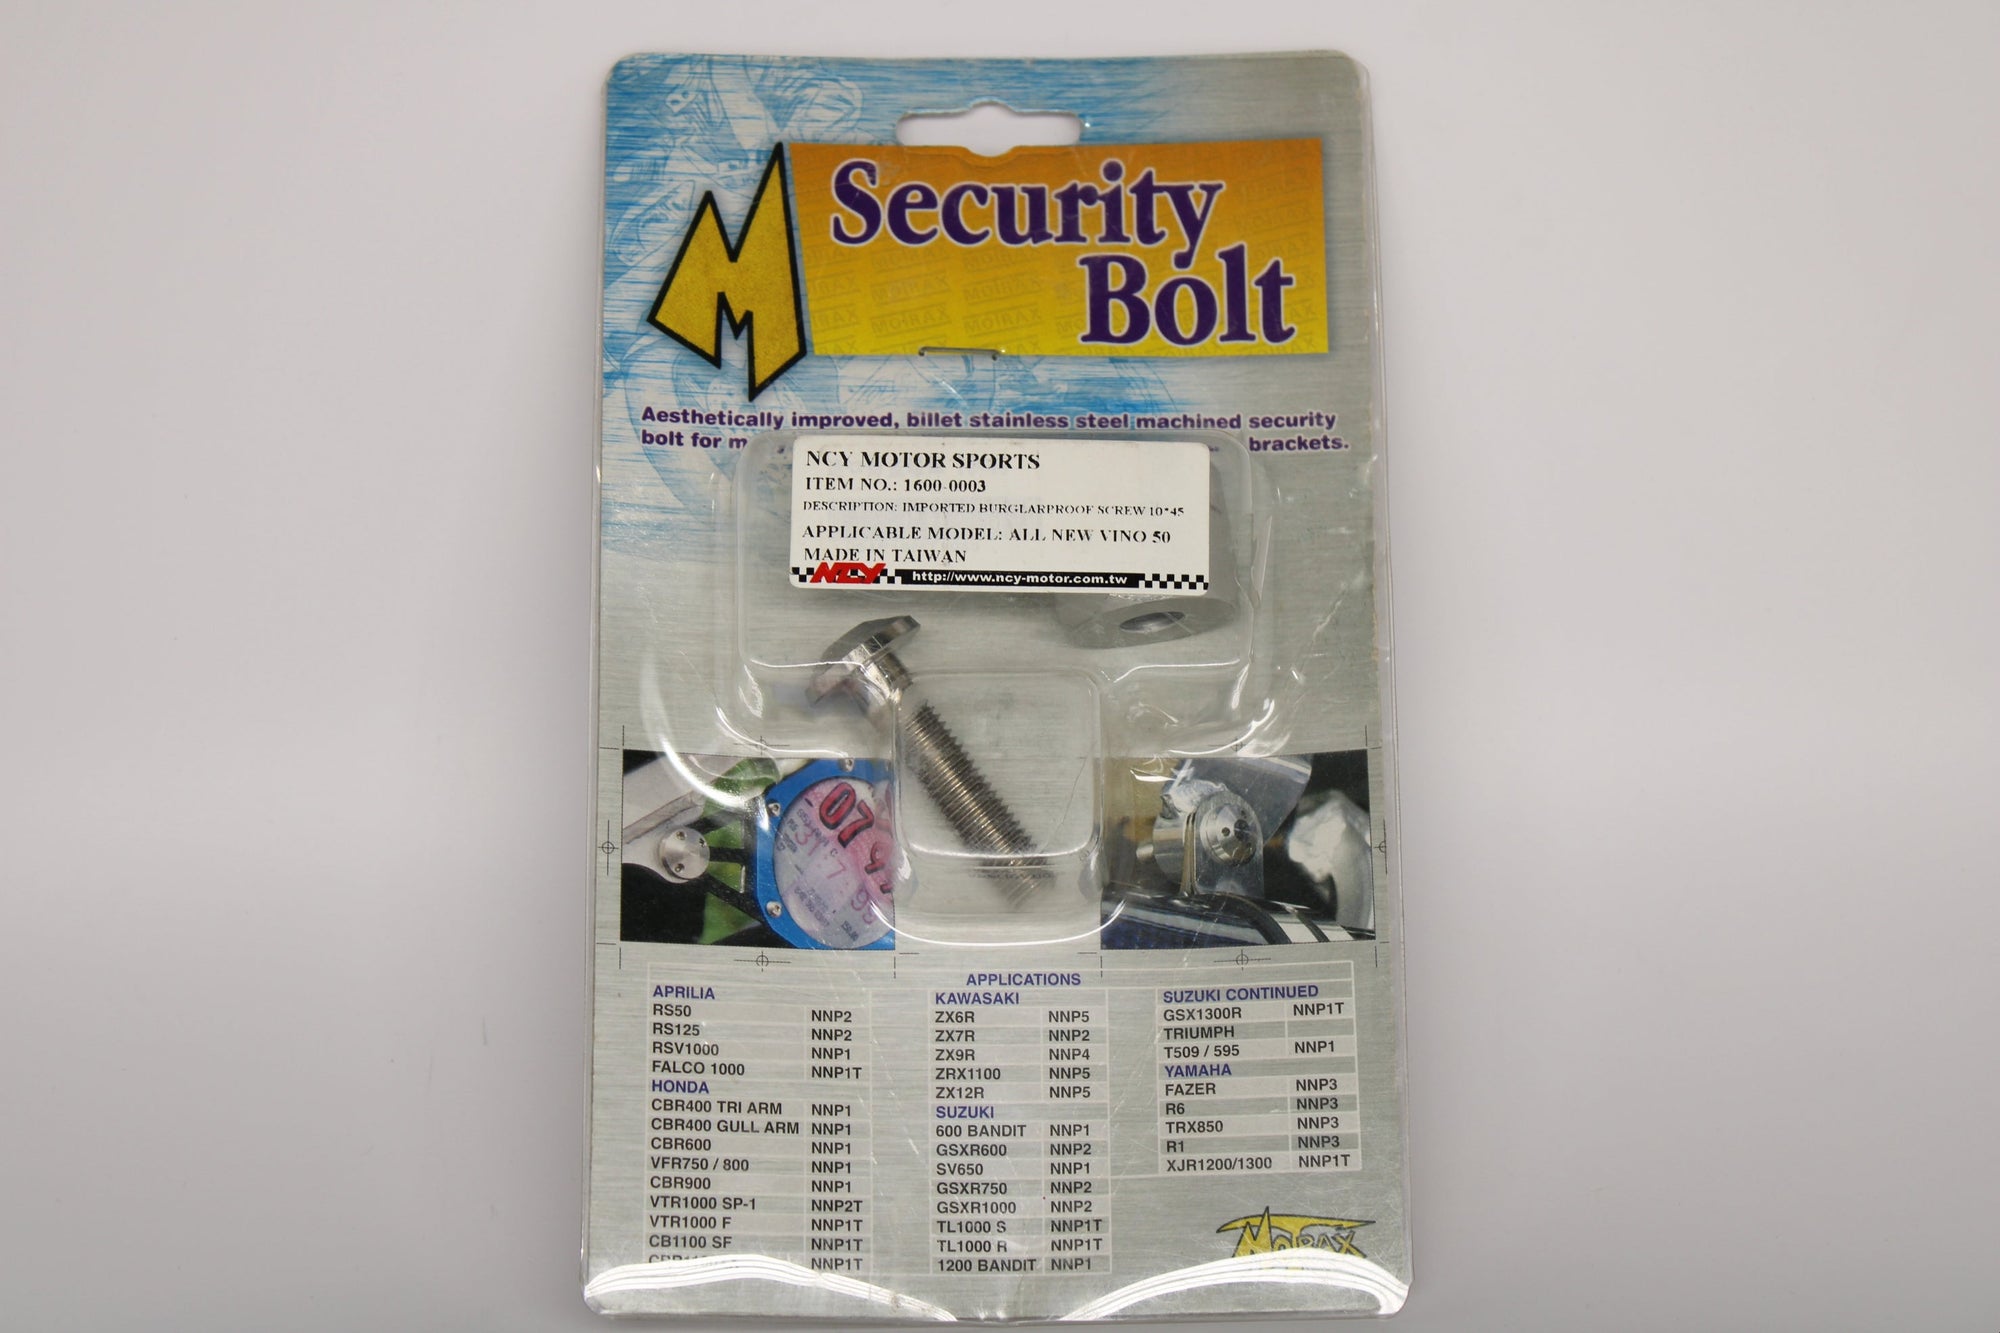 Security
Bolt
Aesthetically improved, billet stainless steel machined security
bolt for brackets.
NCY MOTOR SPORTS
ITEM NO.: 1600-0003
DESCRIPTION: IMPORTED BURGLARPROOF SCREW 10*45
APPLICABLE MODEL: ALL NEW VINO 50
MADE IN TAIWAN
NCY http://www.ncy-motor.com.tw
07
31 7 99
APPLICATIONS
APRILIA
RS50 NNP2
RS125 NNP2
RSV1000 NNP1
FALCO 1000 NNP1T
HONDA
CBR400 TRI ARM NNP1
CBR400 GULL ARM NNP1
CBR600 NNP1
VFR750 / 800 NNP1
CBR900 NNP1
VTR1000 SP-1 NNP2T
VTR1000 F NNP1T
CB1100 SF NNP1T
NNP1T
KAWASAKI
ZX6R NNP5
ZX7R NNP2
ZX9R NNP4
ZRX1100 NNP5
ZX12R NNP5
SUZUKI
600 BANDIT NNP1
GSXR600 NNP2
SV650 NNP1
GSXR750 NNP2
GSXR1000 NNP2
TL1000 S NNP1T
TL1000 R NNP1T
1200 BANDIT NNP1
SUZUKI CONTINUED
GSX1300R NNP1T
TRIUMPH
T509 / 595 NNP1
YAMAHA
FAZER NNP3
R6 NNP3
TRX850 NNP3
R1 NNP3
XJR1200/1300 NNP1T
MOTRAX